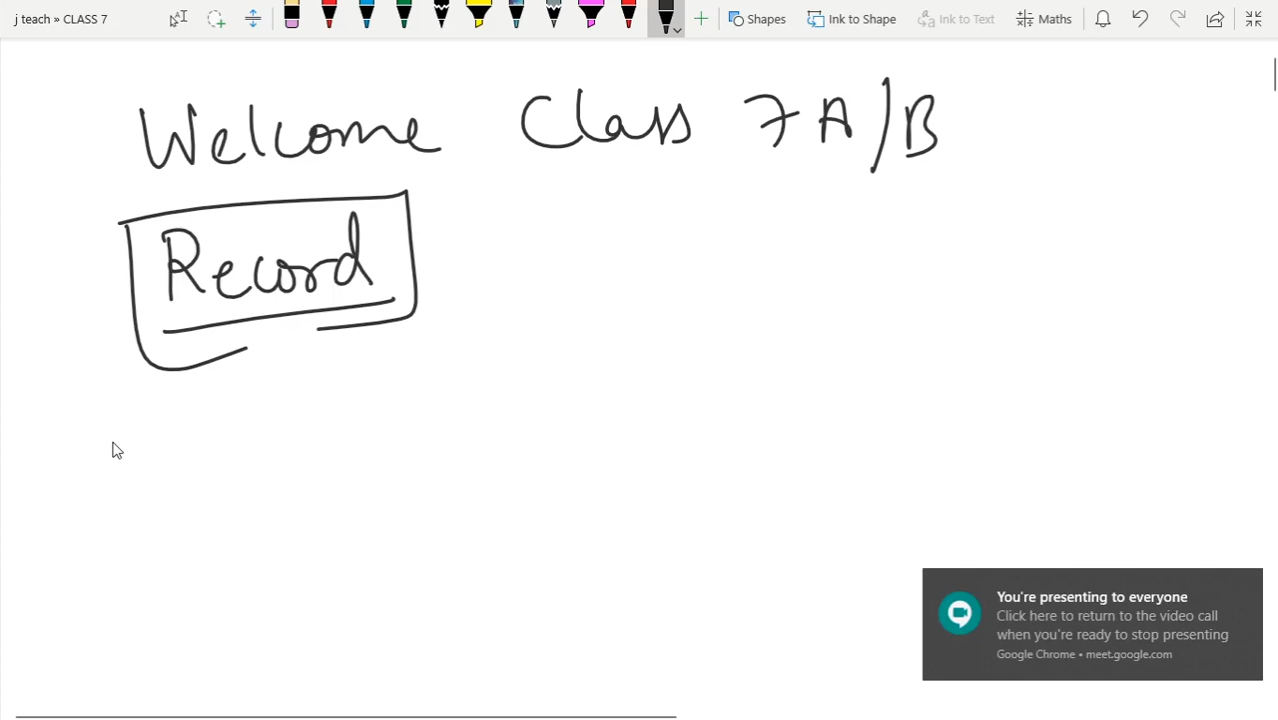 j teach » CLASS 7
Shapes
Ink to Shape
Ink to Text
Maths
Welcome Class 7 A/B
Record
You're presenting to everyone
Click here to return to the video call
when you're ready to stop presenting
Google Chrome • meet.google.com